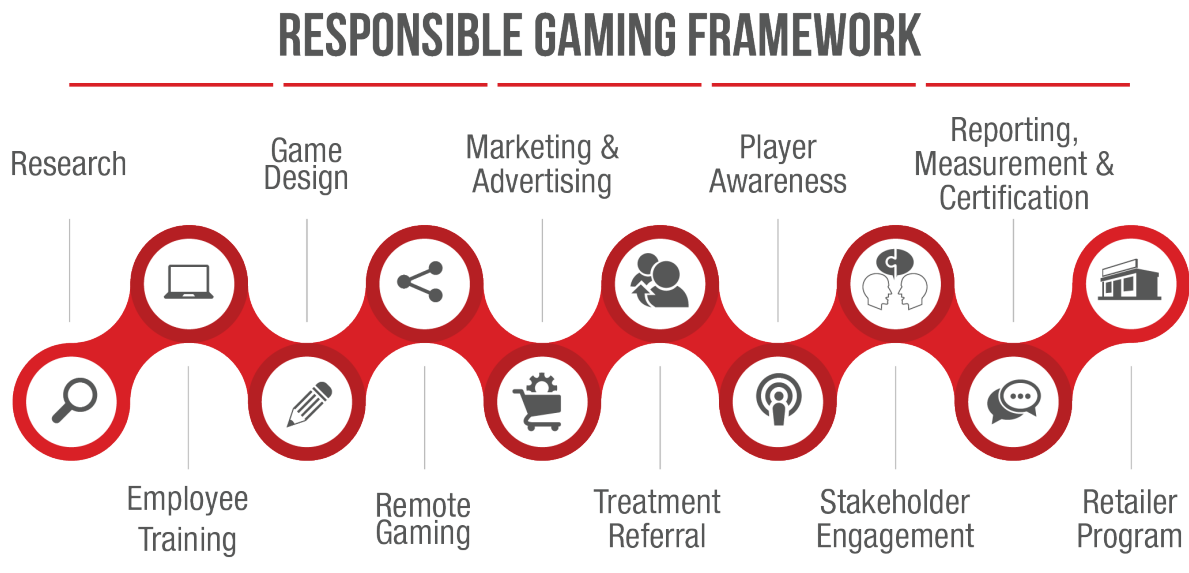 RESPONSIBLE GAMING FRAMEWORK
Research
Game
Design
Marketing &
Advertising
Player
Awareness
Reporting,
Measurement &
Certification
Employee
Training
Remote
Gaming
Treatment
Referral
Stakeholder
Engagement
Retailer
Program